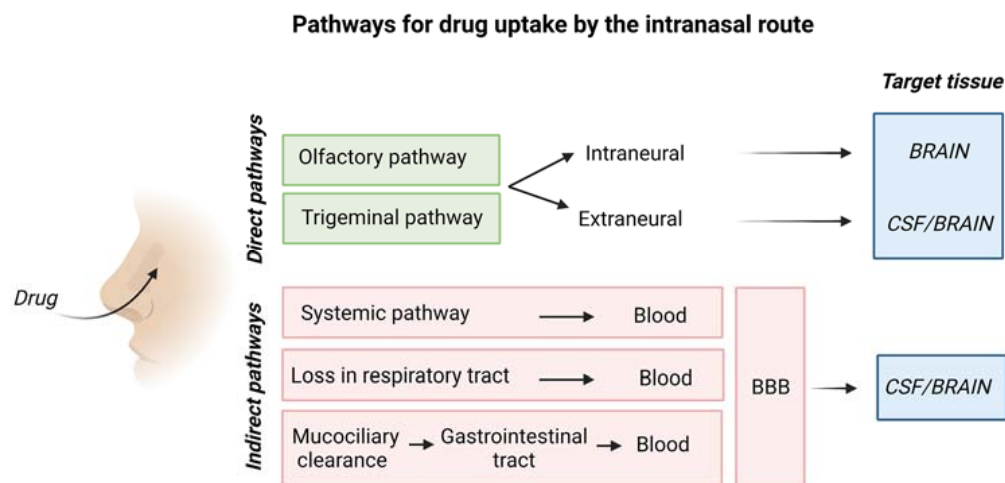 Pathways for drug uptake by the intranasal route
Target tissue
Direct pathways
Olfactory pathway
Intraneural
BRAIN
Trigeminal pathway
Extraneural
CSF/BRAIN
Drug
Indirect pathways
Systemic pathway
Blood
Loss in respiratory tract
Blood
BBB
CSF/BRAIN
Mucociliary
clearance
Gastrointestinal
tract
Blood